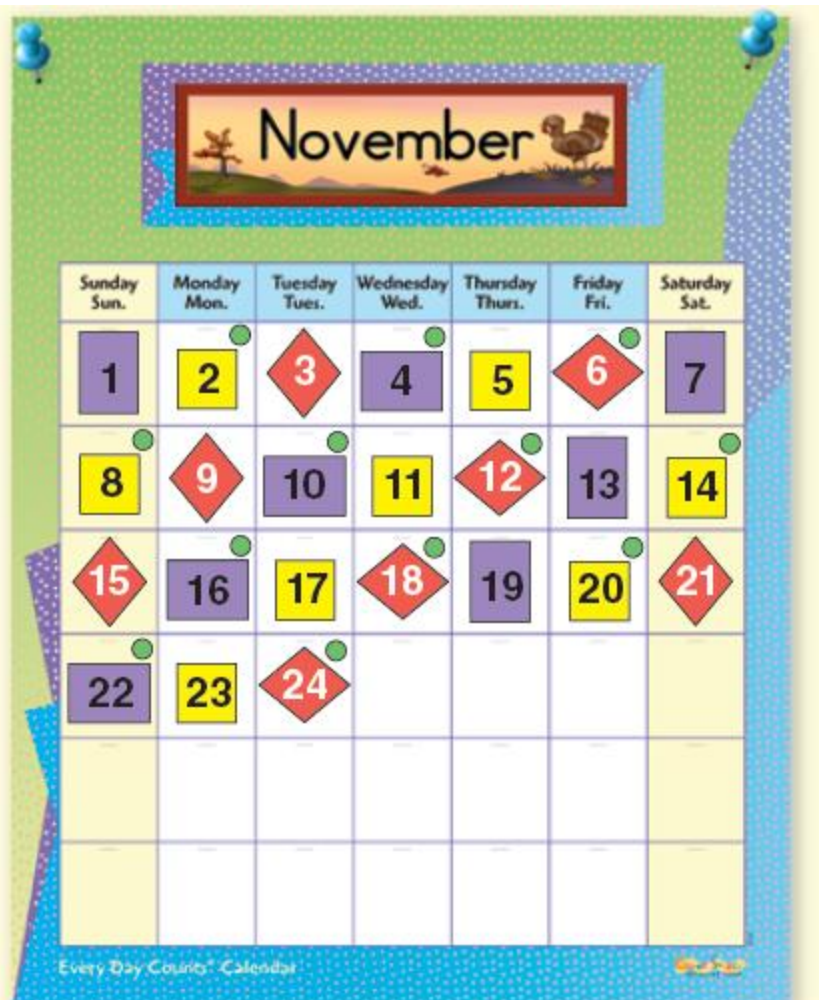 November
Sunday Monday Tuesday Wednesday Thursday Friday Saturday
Sun. Mon. Tues. Wed. Thurs. Fri. Sat.
1 2 3 4 5 6 7
8 9 10 11 12 13 14
15 16 17 18 19 20 21
22 23 24
Every Day Counts® Calendar